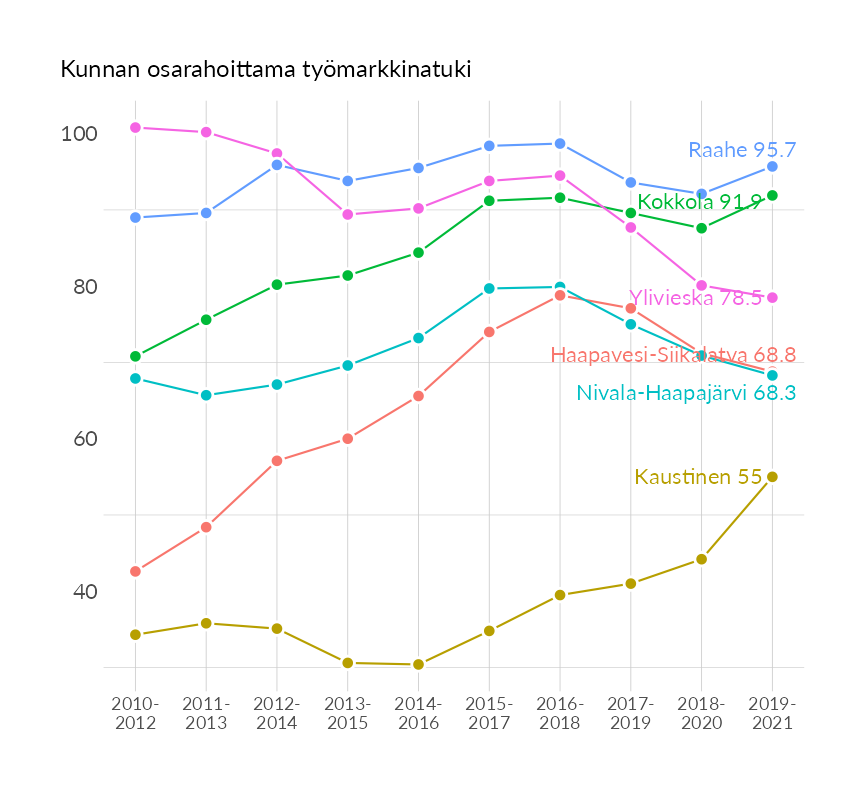 Kunnan osarahoittama työmarkkinatuki
100
80
60
40
Raahe 95.7
Kokkola 91.9
Ylivieska 78.5
Haapavesi-Siikalatva 68.8
Nivala-Haapajärvi 68.3
Kaustinen 55
2010- 2011- 2012- 2013- 2014- 2015- 2016- 2017- 2018- 2019-
2012 2013 2014 2015 2016 2017 2018 2019 2020 2021